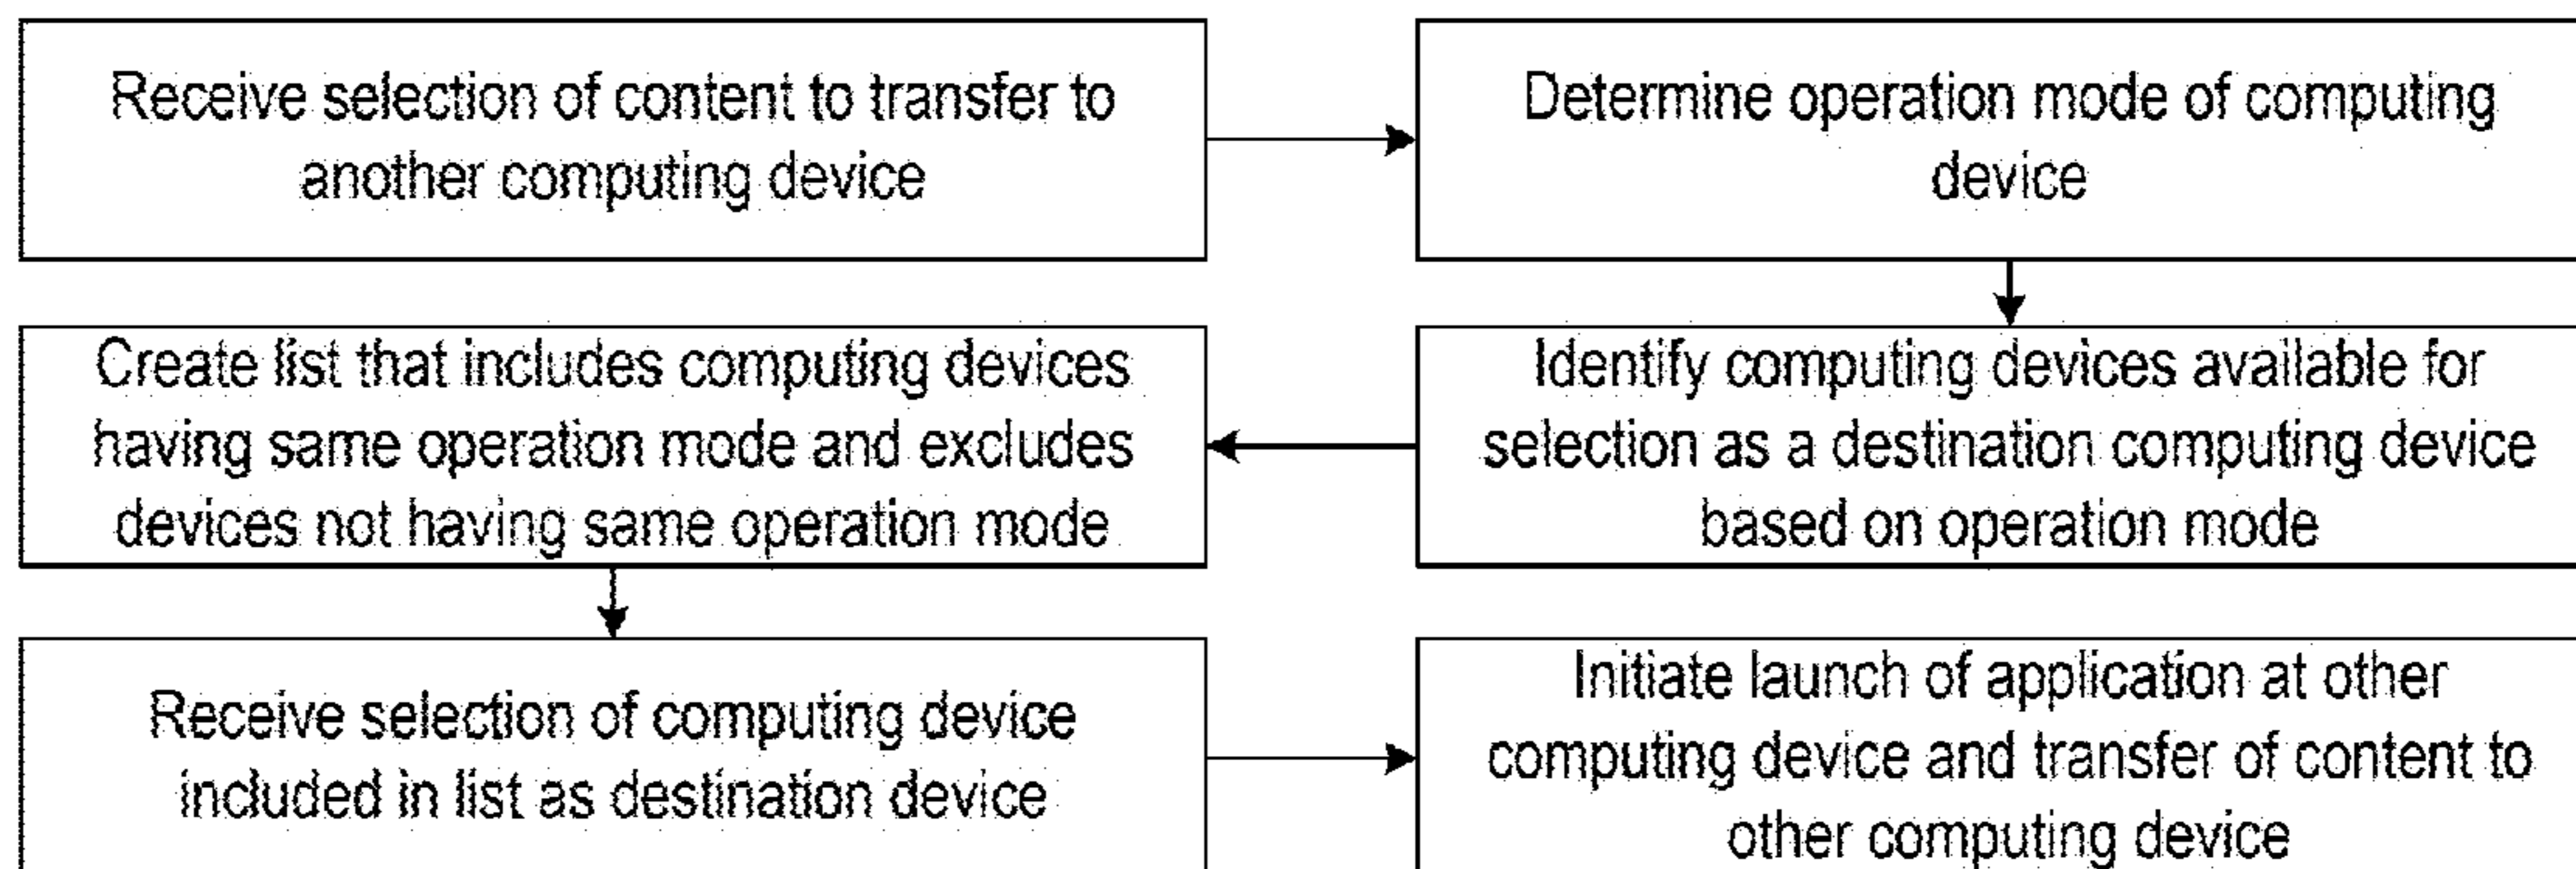 Receive selection of content to transfer to
another computing device
Determine operation mode of computing
device
Identify computing devices available for
selection as a destination computing device
based on operation mode
Create list that includes computing devices
having same operation mode and excludes
devices not having same operation mode
Receive selection of computing device
included in list as destination device
Initiate launch of application at other
computing device and transfer of content to
other computing device